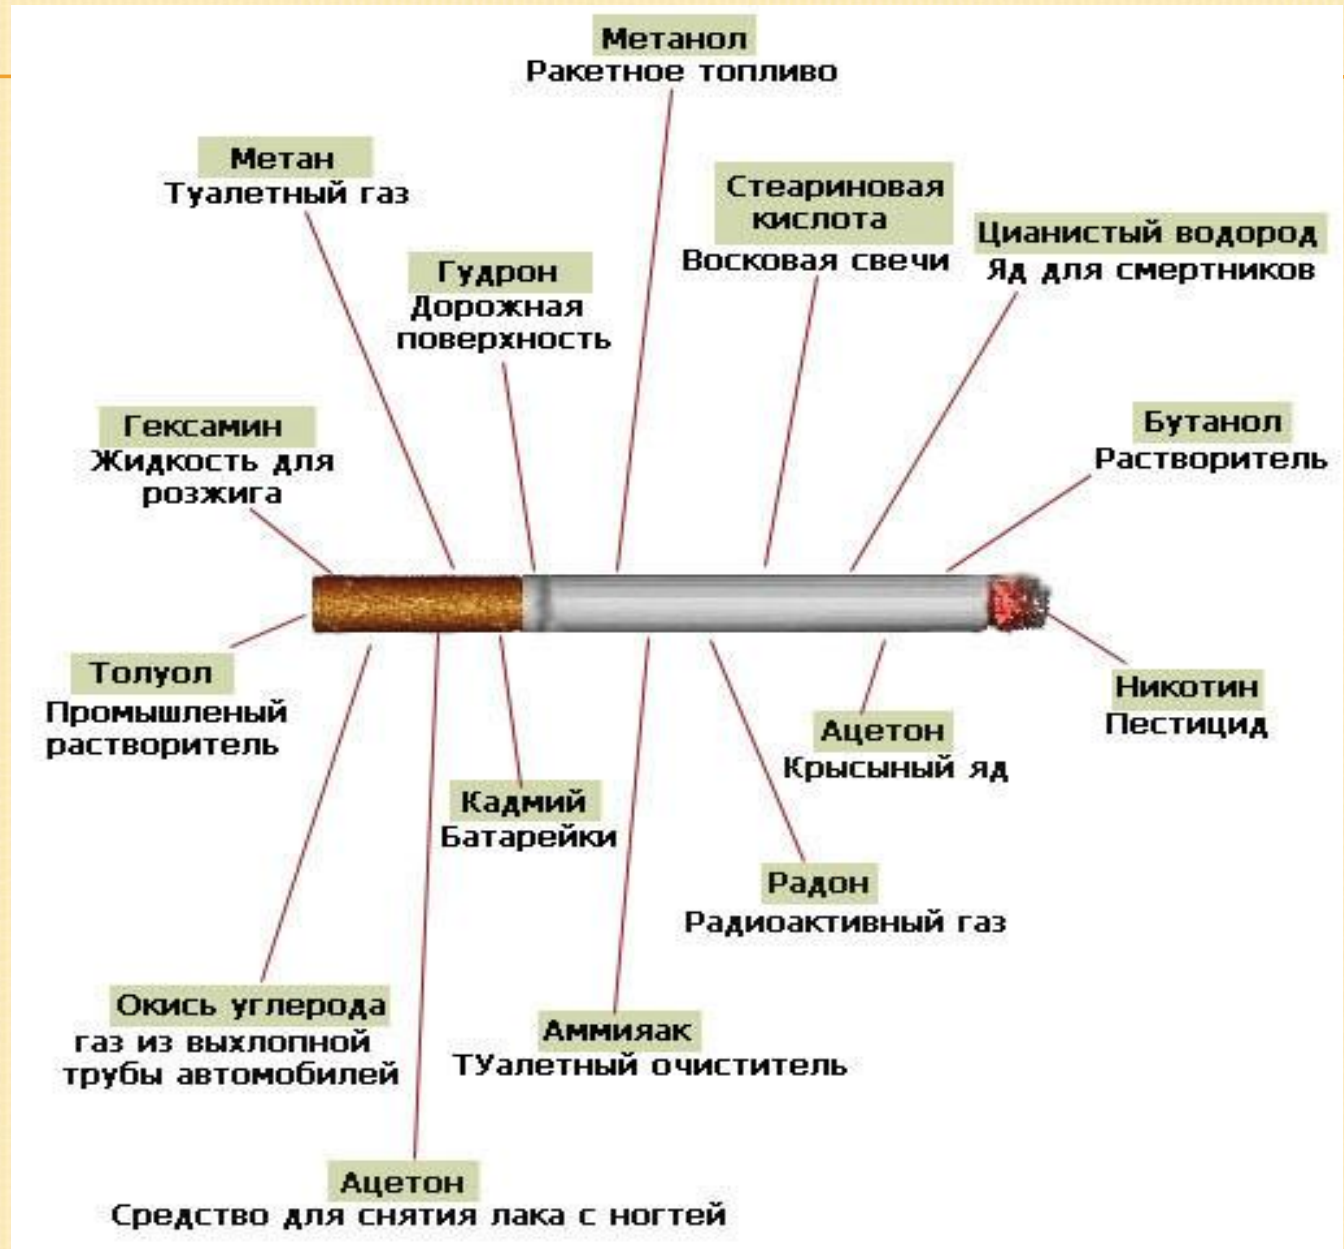 Метанол
Ракетное топливо
Метан
Туалетный газ
Стеариновая
кислота
Восковая свечи
Цианистый водород
Яд для смертников
Гудрон
Дорожная
поверхность
Гексамин
Жидкость для
розжига
Бутанол
Растворитель
Толуол
Промышленый
растворитель
Никотин
Пестицид
Ацетон
Крысыный яд
Кадмий
Батарейки
Радон
Радиоактивный газ
Окись углерода
газ из выхлопной
трубы автомобилей
Аммияак
ТУалетный очиститель
Ацетон
Средство для снятия лака с ногтей